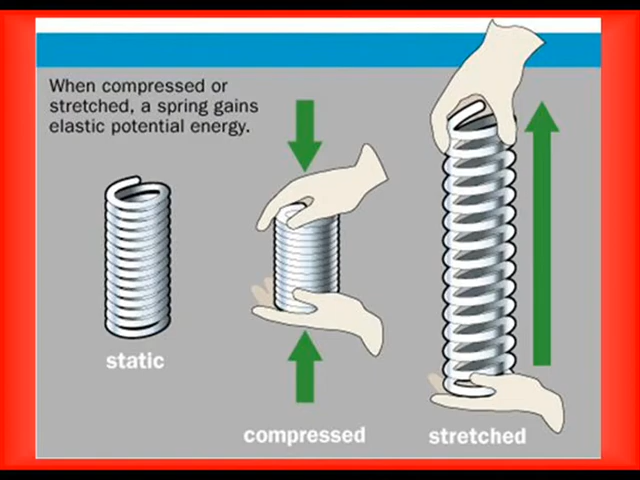 When compressed or
stretched, a spring gains
elastic potential energy.
static
compressed
stretched